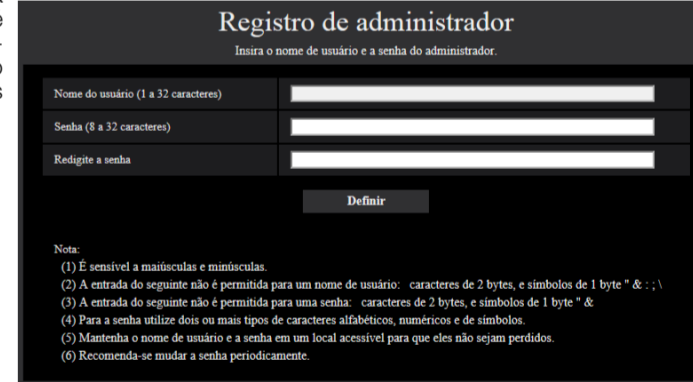 Registro de administrador
Insira o nome de usuário e a senha do administrador.
Nome do usuário (1 a 32 caracteres)
Senha (8 a 32 caracteres)
Redigite a senha
Definir
Nota:
(1) É sensível a maiúsculas e minúsculas.
(2) A entrada do seguinte não é permitida para um nome de usuário: caracteres de 2 bytes, e símbolos de 1 byte " & : ; \
(3) A entrada do seguinte não é permitida para uma senha: caracteres de 2 bytes, e símbolos de 1 byte " &
(4) Para a senha utilize dois ou mais tipos de caracteres alfabéticos, numéricos e de símbolos.
(5) Mantenha o nome de usuário e a senha em um local acessível para que eles não sejam perdidos.
(6) Recomenda-se mudar a senha periodicamente.